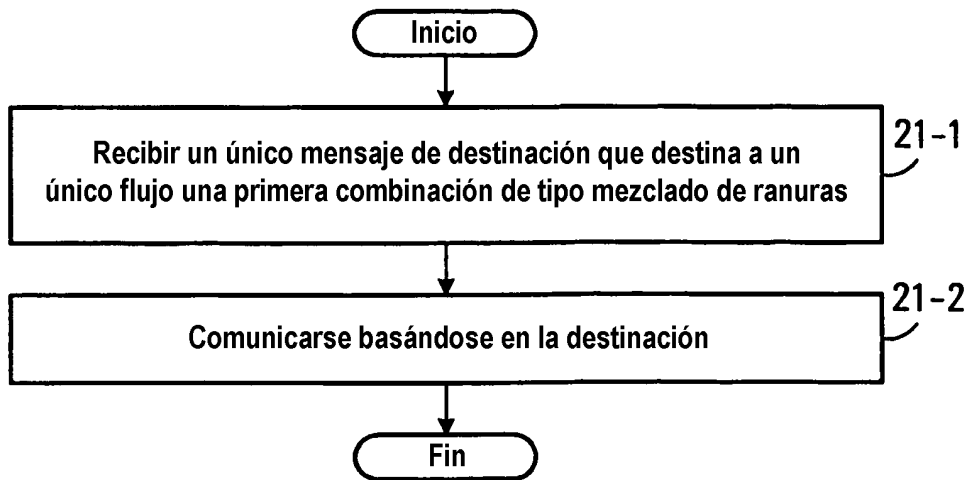 Inicio
Recibir un único mensaje de destinación que destina a un
único flujo una primera combinación de tipo mezclado de ranuras
21-1
Comunicarse basándose en la destinación
21-2
Fin